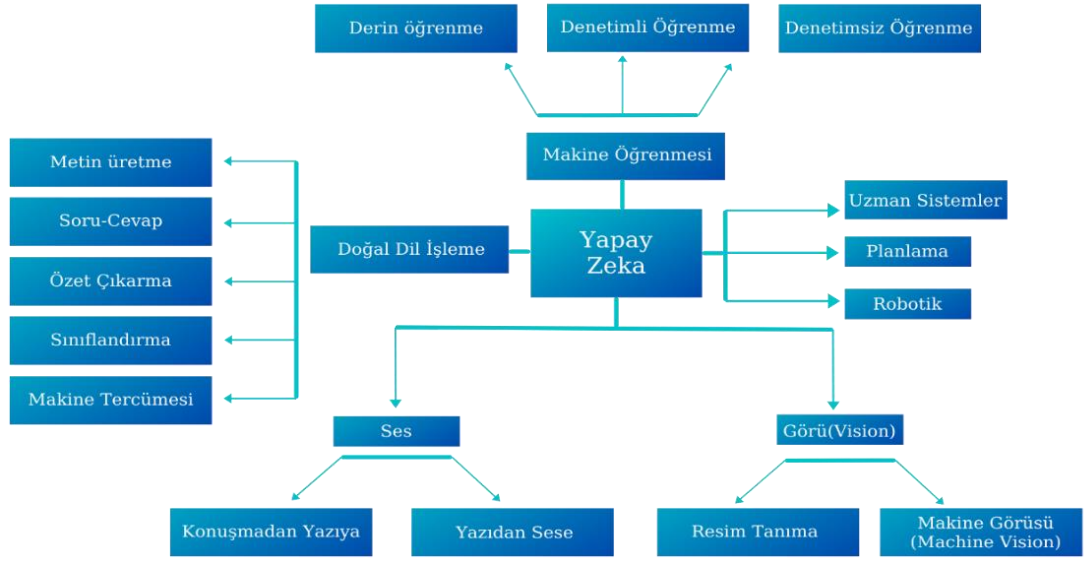 Derin öğrenme
Denetimli Öğrenme
Denetimsiz Öğrenme
Makine Öğrenmesi
Metin üretme
Soru-Cevap
Özet Çıkarma
Sınıflandırma
Makine Tercümesi
Doğal Dil İşleme
Yapay
Zeka
Uzman Sistemler
Planlama
Robotik
Ses
Görü(Vision)
Konuşmadan Yazıya
Yazıdan Sese
Resim Tanıma
Makine Görüsü
(Machine Vision)